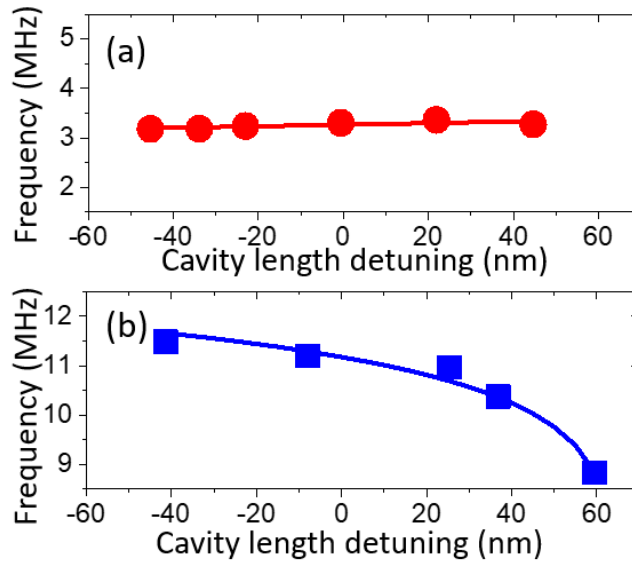 (a)
Frequency (MHz)
5
4
3
2
-60 -40 -20 0 20 40 60
Cavity length detuning (nm)
(b)
Frequency (MHz)
12
11
10
9
-60 -40 -20 0 20 40 60
Cavity length detuning (nm)